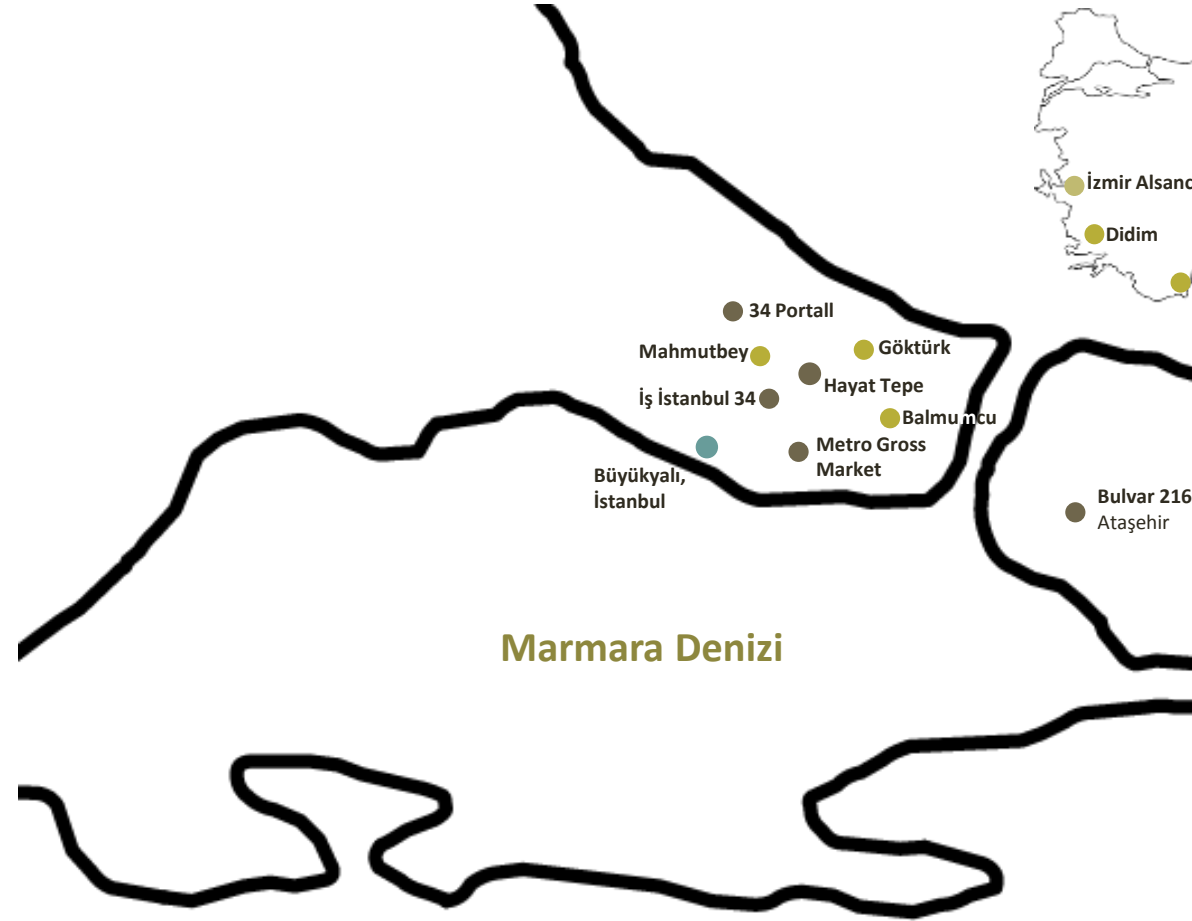 İzmir Alsanc
Didim
34 Portall
Mahmutbey
Göktürk
Hayat Tepe
İş İstanbul 34
Balmumcu
Metro Gross
Market
Büyükyalı,
İstanbul
Bulvar 216
Ataşehir
Marmara Denizi